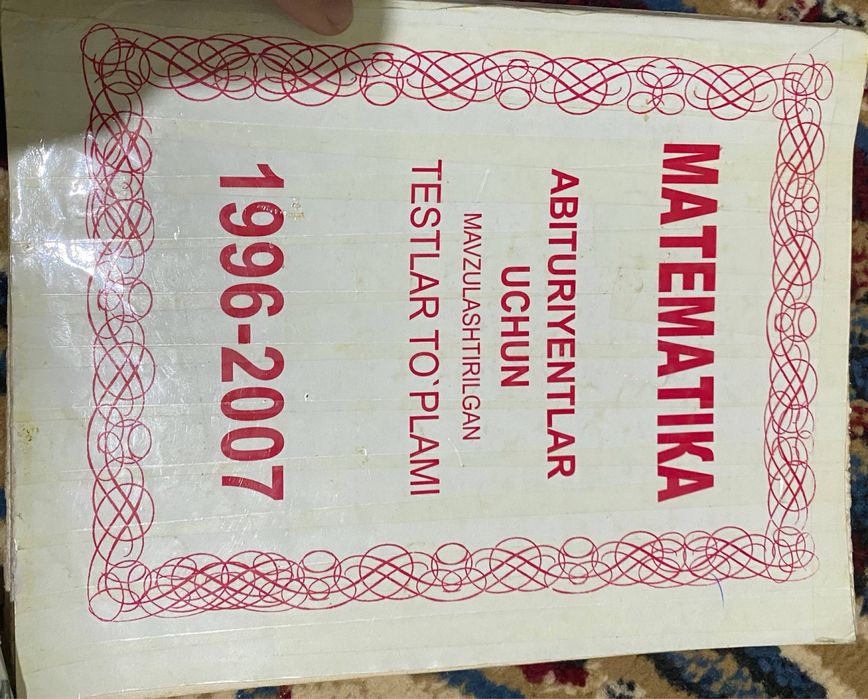 MATEMATIKA
ABITURIYENTLAR
UCHUN
MAVZULASHTIRILGAN
TESTLAR TO`PLAMI
1996-2007